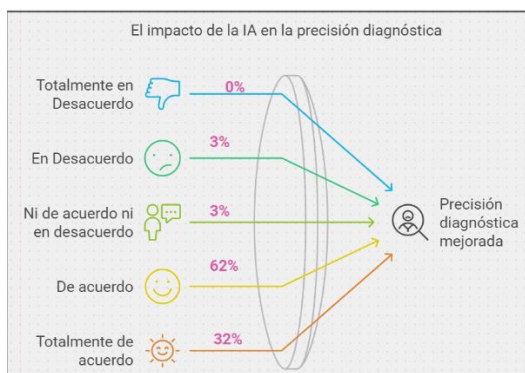 El impacto de la IA en la precisión diagnóstica
Totalmente en
Desacuerdo
0%
En Desacuerdo
3%
Ni de acuerdo ni
en desacuerdo
3%
De acuerdo
62%
Totalmente de
acuerdo
32%
Precisión
diagnóstica
mejorada